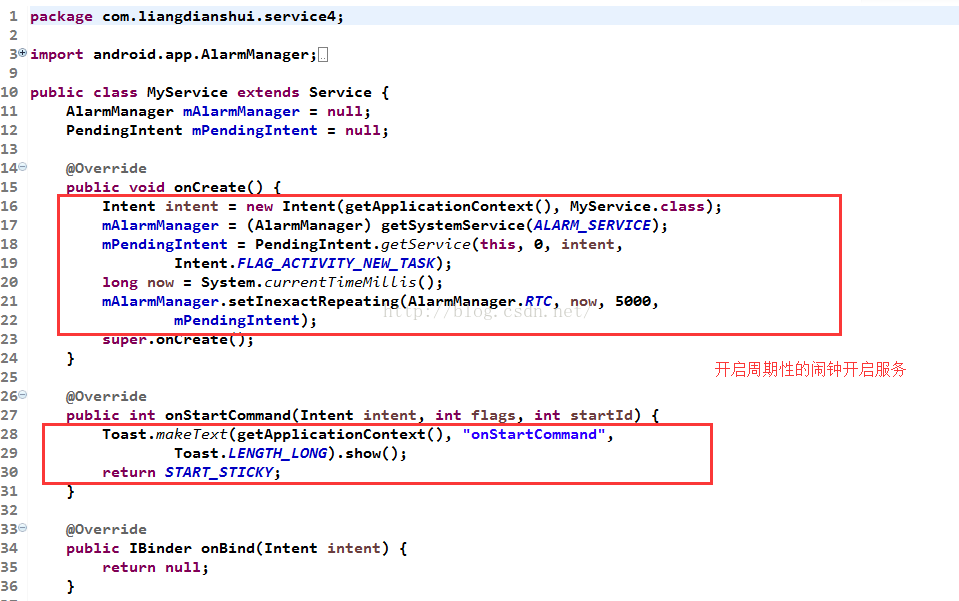 1 package com.liangdianshui.service4;
2
3 import android.app.AlarmManager;
9
10 public class MyService extends Service {
11 AlarmManager mAlarmManager = null;
12 PendingIntent mPendingIntent = null;
13
14 @Override
15 public void onCreate() {
16 Intent intent = new Intent(getApplicationContext(), MyService.class);
17 mAlarmManager = (AlarmManager) getSystemService(ALARM_SERVICE);
18 mPendingIntent = PendingIntent.getService(this, 0, intent,
19 Intent.FLAG_ACTIVITY_NEW_TASK);
20 long now = System.currentTimeMillis();
21 mAlarmManager.setInexactRepeating(AlarmManager.RTC, now, 5000,
http://blog.csdn.net/
22 mPendingIntent);
23 super.onCreate();
24 }
开启周期性的闹钟开启服务
25
26 @Override
27 public int onStartCommand(Intent intent, int flags, int startId) {
28 Toast.makeText(getApplicationContext(), "onStartCommand",
29 Toast.LENGTH_LONG).show();
30 return START_STICKY;
31 }
32
33 @Override
34 public IBinder onBind(Intent intent) {
35 return null;
36 }